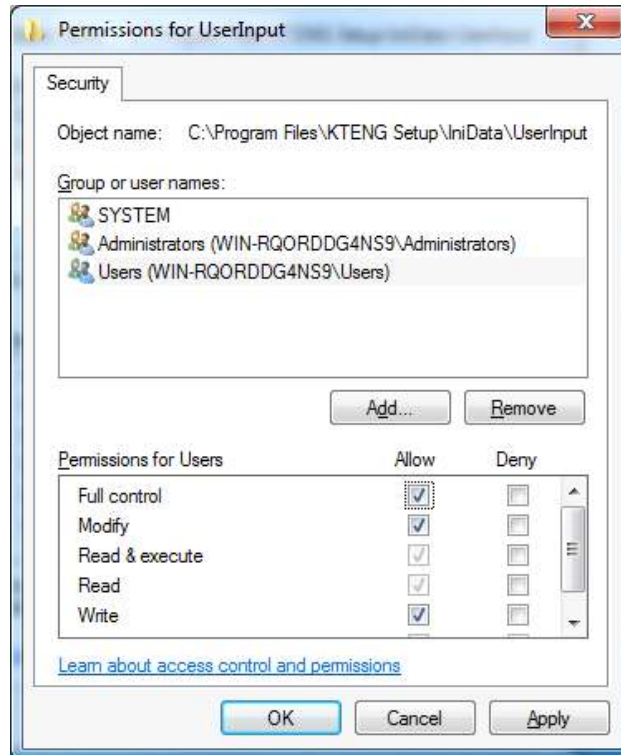 Permissions for UserInput
Security
Object name: C:\Program Files\KTENG Setup\IniData\UserInput
Group or user names:
SYSTEM
Administrators (WIN-RQORDDG4NS9\Administrators)
Users (WIN-RQORDDG4NS9\Users)
Add... Remove
Permissions for Users Allow Deny
Full control
Modify
Read & execute
Read
Write
Learn about access control and permissions
OK Cancel Apply